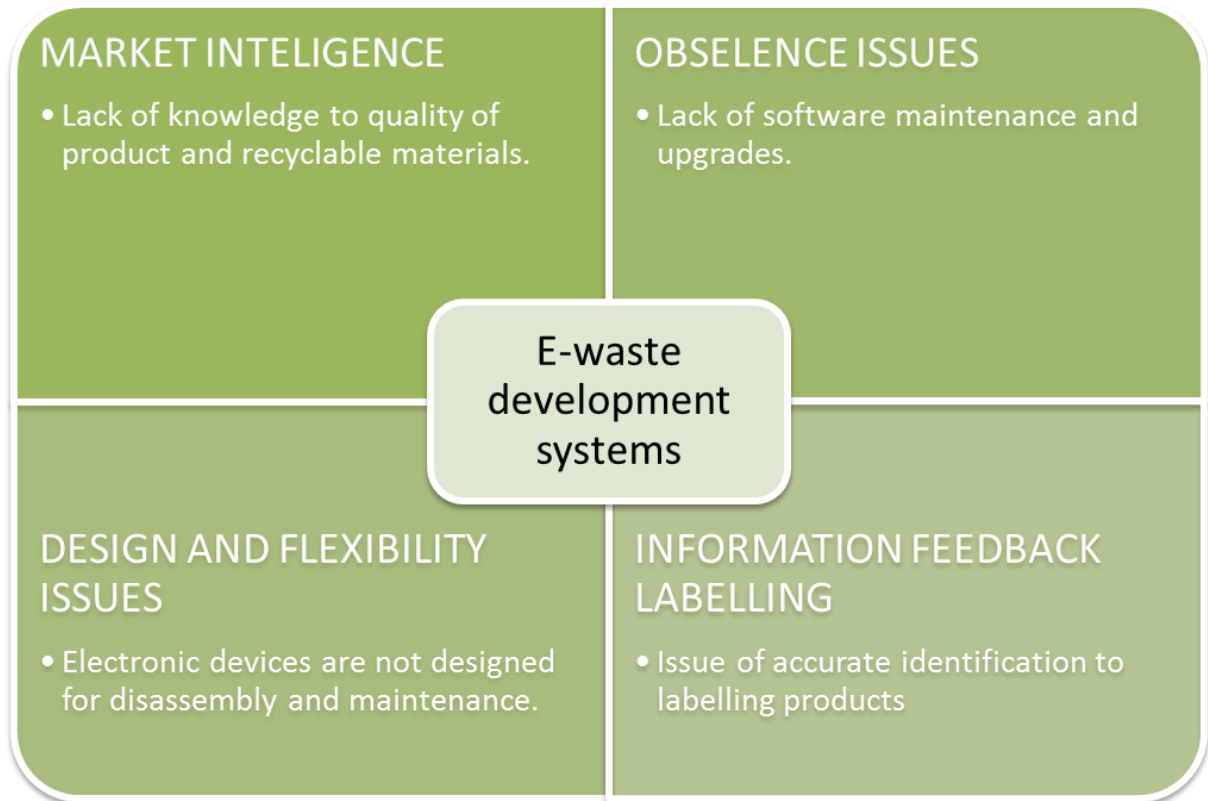 MARKET INTELIGENCE
• Lack of knowledge to quality of
product and recyclable materials.
OBSELENCE ISSUES
• Lack of software maintenance and
upgrades.
E-waste
development
systems
DESIGN AND FLEXIBILITY
ISSUES
• Electronic devices are not designed
for disassembly and maintenance.
INFORMATION FEEDBACK
LABELLING
• Issue of accurate identification to
labelling products